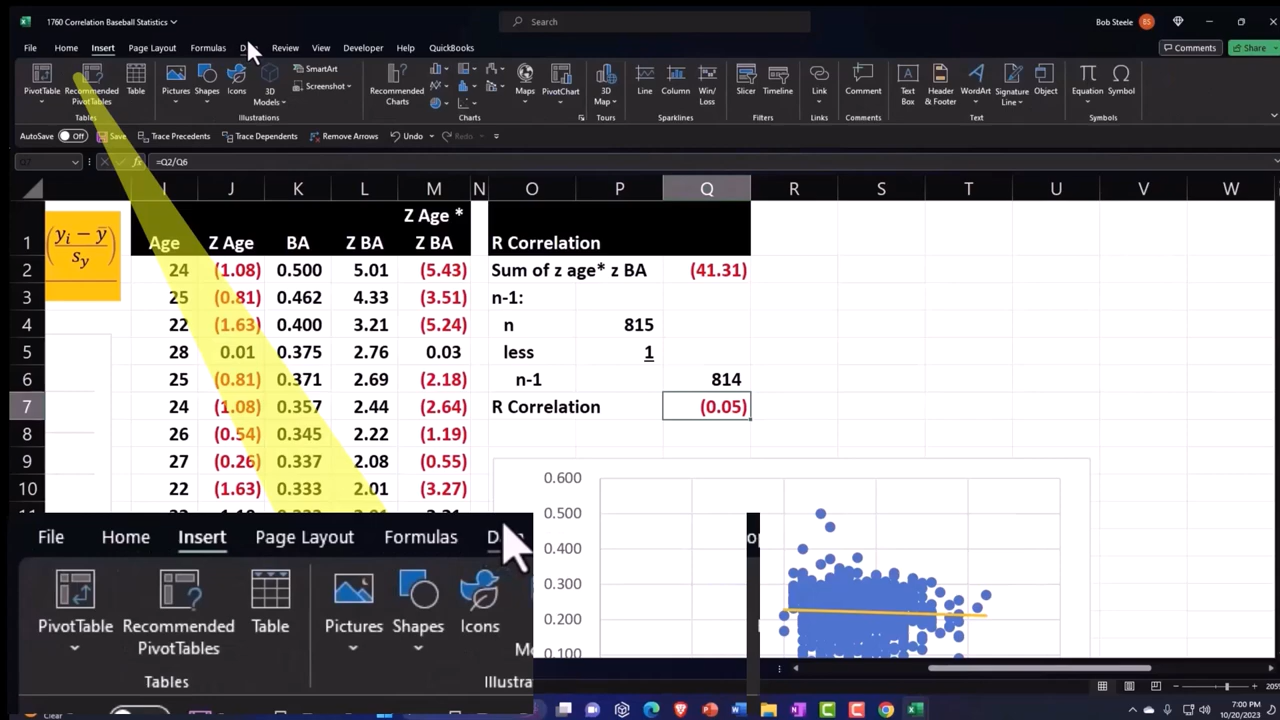 1760 Correlation Baseball Statistics
Search
Bob Steele
BS
File Home Insert Page Layout Formulas Review View Developer Help QuickBooks
Comments Share
PivotTable Recommended PivotTables Table Pictures Shapes Icons 3D Models SmartArt Screenshot Recommended Charts Maps PivotChart 3D Map Line Column Win/Loss Slicer Timeline Link Comment Text Box Header & Footer WordArt Signature Line Object Equation Symbol
Tables Illustrations Charts Tours Sparklines Filters Links Comments Text Symbols
AutoSave Off Save Trace Precedents Trace Dependents Remove Arrows Undo Redo
Q7 fx =Q2/Q6
I J K L M N O P Q R S T U V W
1 (yi − ȳ / sy) Age Z Age BA Z BA Z Age * Z BA R Correlation
2 24 (1.08) 0.500 5.01 (5.43) Sum of z age* z BA (41.31)
3 25 (0.81) 0.462 4.33 (3.51) n-1:
4 22 (1.63) 0.400 3.21 (5.24) n 815
5 28 0.01 0.375 2.76 0.03 less 1
6 25 (0.81) 0.371 2.69 (2.18) n-1 814
7 24 (1.08) 0.357 2.44 (2.64) R Correlation (0.05)
8 26 (0.54) 0.345 2.22 (1.19)
9 27 (0.26) 0.337 2.08 (0.55)
10 22 (1.63) 0.333 2.01 (3.27)
0.600
0.500
0.400
0.300
0.200
0.100
File Home Insert Page Layout Formulas
PivotTable Recommended PivotTables Table Pictures Shapes Icons
Tables
Clear
7:00 PM
10/20/2023